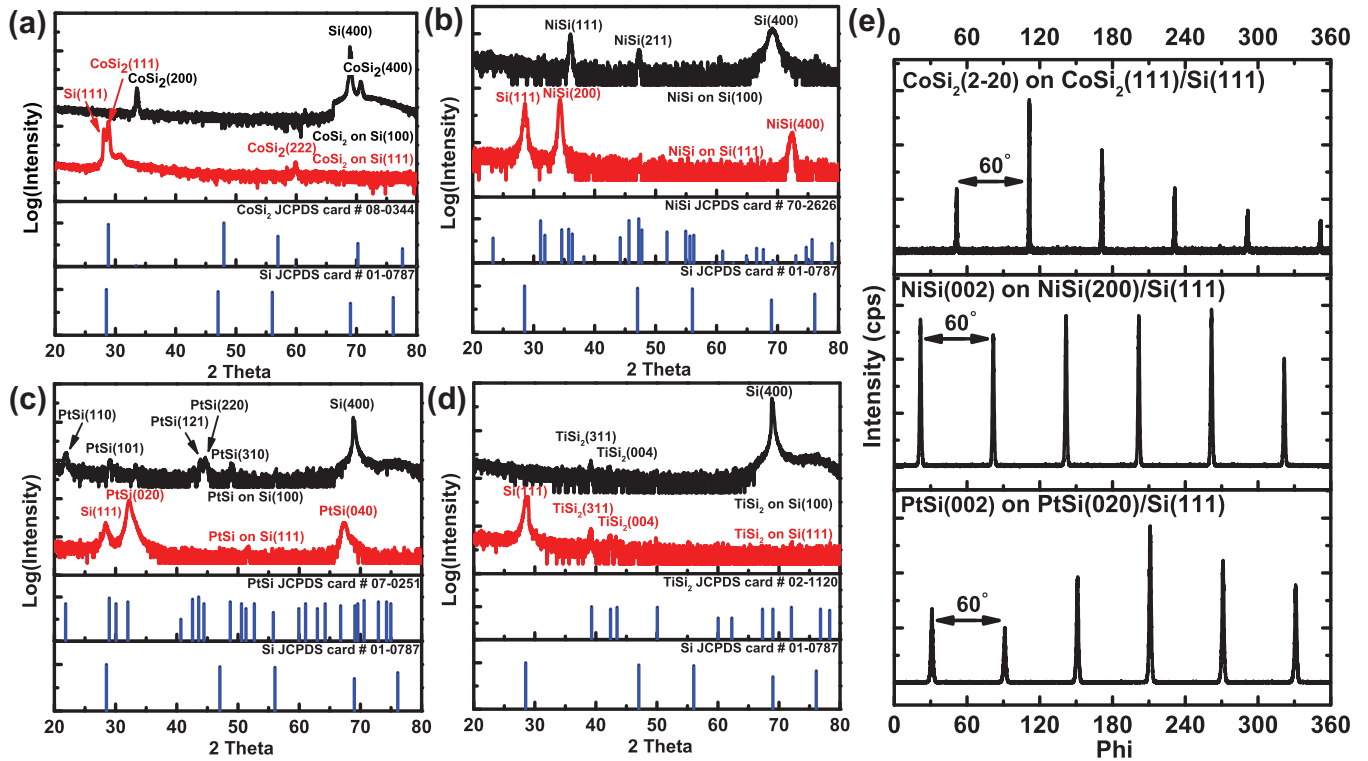 (a)
Si(400)
CoSi2(111)
CoSi2(200)
CoSi2(400)
Si(111)
CoSi2 on Si(100)
CoSi2(222)
CoSi2 on Si(111)
CoSi2 JCPDS card # 08-0344
Si JCPDS card # 01-0787
Log(Intensity)
20 30 40 50 60 70 80
2 Theta
(b)
NiSi(111)
NiSi(211)
Si(400)
NiSi on Si(100)
Si(111)
NiSi(200)
NiSi(400)
NiSi on Si(111)
NiSi JCPDS card # 70-2626
Si JCPDS card # 01-0787
Log(Intensity)
20 30 40 50 60 70 80
2 Theta
(c)
PtSi(110)
PtSi(220)
PtSi(121)
Si(400)
PtSi(101)
PtSi(310)
PtSi on Si(100)
PtSi(020)
Si(111)
PtSi(040)
PtSi on Si(111)
PtSi JCPDS card # 07-0251
Si JCPDS card # 01-0787
Log(Intensity)
20 30 40 50 60 70 80
2 Theta
(d)
Si(400)
TiSi2(311)
TiSi2(004)
TiSi2 on Si(100)
Si(111)
TiSi2(311)
TiSi2(004)
TiSi2 on Si(111)
TiSi2 JCPDS card # 02-1120
Si JCPDS card # 01-0787
Log(Intensity)
20 30 40 50 60 70 80
2 Theta
(e)
0 60 120 180 240 300 360
CoSi2(2-20) on CoSi2(111)/Si(111)
60°
NiSi(002) on NiSi(200)/Si(111)
60°
PtSi(002) on PtSi(020)/Si(111)
60°
Intensity (cps)
0 60 120 180 240 300 360
Phi